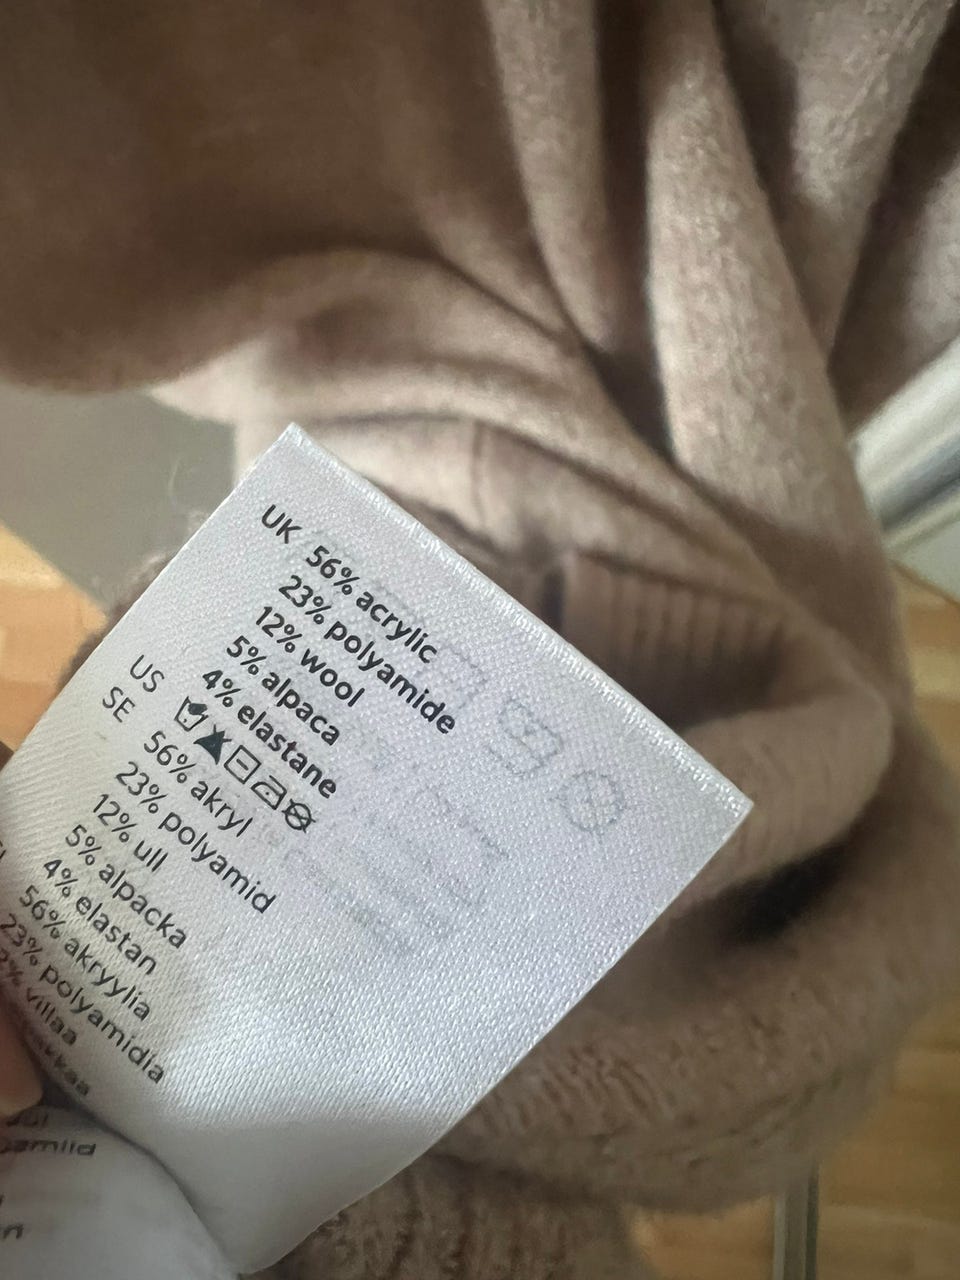 UK 56% acrylic
23% polyamide
12% wool
5% alpaca
4% elastane
US
SE 56% akryl
23% polyamid
12% ull
5% alpacka
4% elastan
56% akryylia
23% polyamidia
villaa